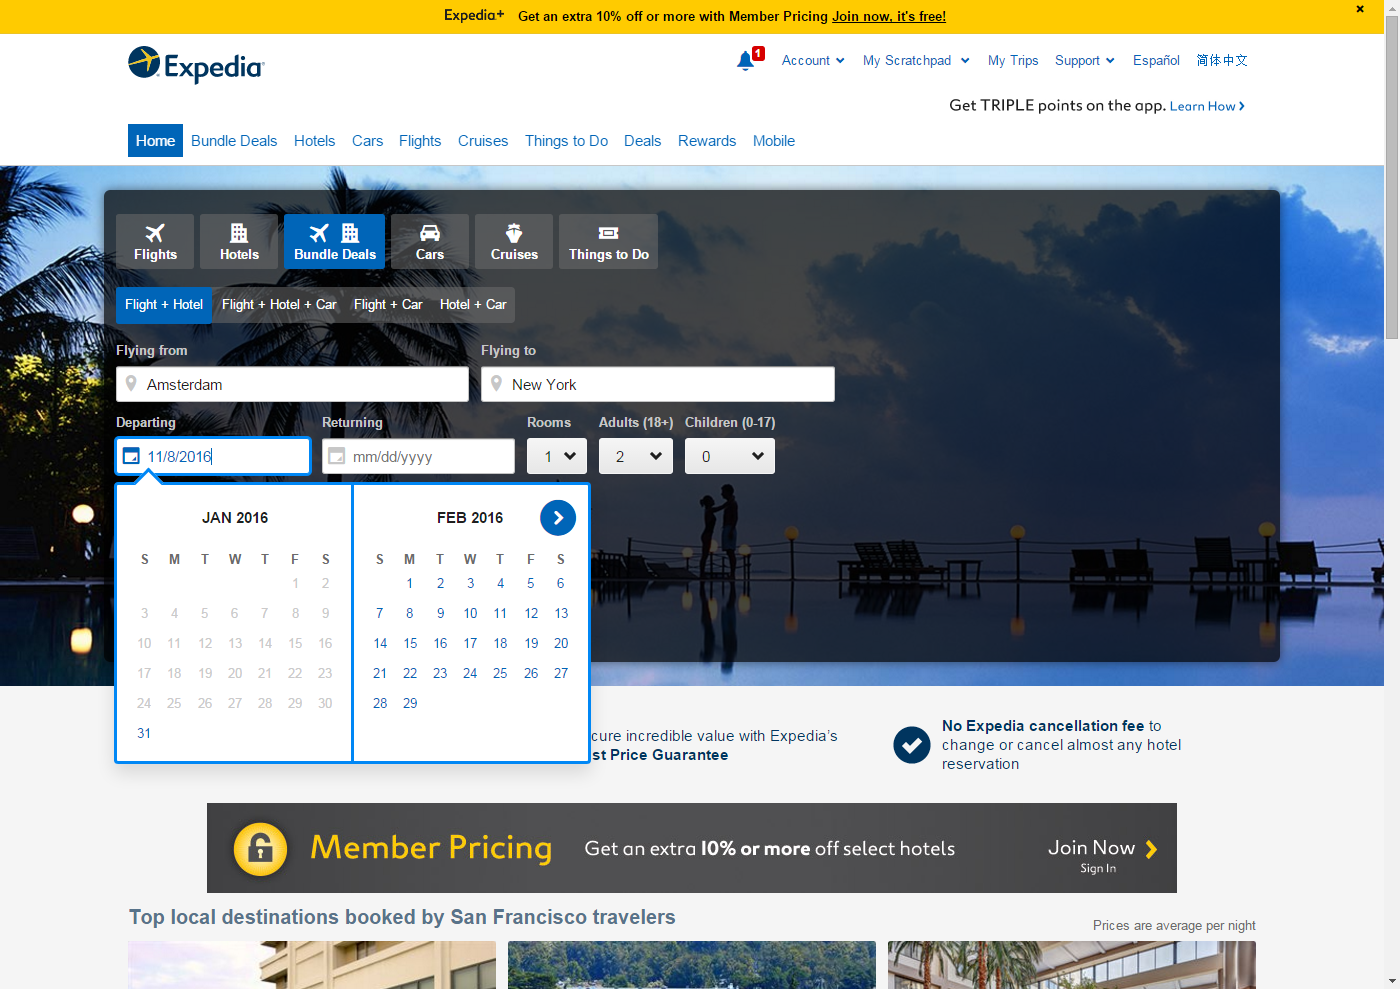 Expedia+ Get an extra 10% off or more with Member Pricing Join now, it's free!
Expedia
1 Account My Scratchpad My Trips Support Español 简体中文
Get TRIPLE points on the app. Learn How
Home Bundle Deals Hotels Cars Flights Cruises Things to Do Deals Rewards Mobile
Flights Hotels Bundle Deals Cars Cruises Things to Do
Flight + Hotel Flight + Hotel + Car Flight + Car Hotel + Car
Flying from Flying to
Amsterdam New York
Departing Returning Rooms Adults (18+) Children (0-17)
11/8/2016 mm/dd/yyyy 1 2 0
JAN 2016 FEB 2016
S M T W T F S S M T W T F S
1 2 1 2 3 4 5 6
3 4 5 6 7 8 9 7 8 9 10 11 12 13
10 11 12 13 14 15 16 14 15 16 17 18 19 20
17 18 19 20 21 22 23 21 22 23 24 25 26 27
24 25 26 27 28 29 30 28 29
31
cure incredible value with Expedia's
st Price Guarantee
No Expedia cancellation fee to
change or cancel almost any hotel
reservation
Member Pricing Get an extra 10% or more off select hotels Join Now
Sign In
Top local destinations booked by San Francisco travelers
Prices are average per night